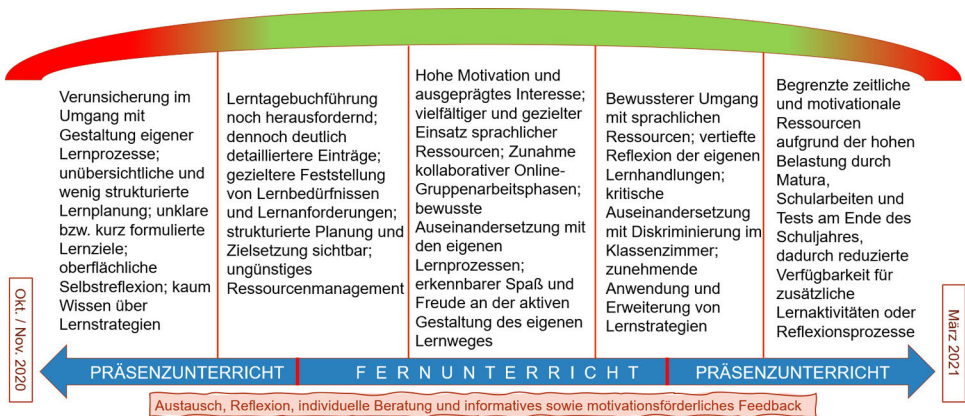 Verunsicherung im
Umgang mit
Gestaltung eigener
Lernprozesse;
unübersichtliche und
wenig strukturierte
Lernplanung; unklare
bzw. kurz formulierte
Lernziele;
oberflächliche
Selbstreflexion; kaum
Wissen über
Lernstrategien
Lerntagebuchführung
noch herausfordernd;
dennoch deutlich
detailliertere Einträge;
gezieltere Feststellung
von Lernbedürfnissen
und Lernanforderungen;
strukturierte Planung und
Zielsetzung sichtbar;
ungünstiges
Ressourcenmanagement
Hohe Motivation und
ausgeprägtes Interesse;
vielfältiger und gezielter
Einsatz sprachlicher
Ressourcen; Zunahme
kollaborativer Online-
Gruppenarbeitsphasen;
bewusste
Auseinandersetzung mit
den eigenen
Lernprozessen;
erkennbarer Spaß und
Freude an der aktiven
Gestaltung des eigenen
Lernweges
Bewussterer Umgang
mit sprachlichen
Ressourcen; vertiefte
Reflexion der eigenen
Lernhandlungen;
kritische
Auseinandersetzung
mit Diskriminierung im
Klassenzimmer;
zunehmende
Anwendung und
Erweiterung von
Lernstrategien
Begrenzte zeitliche
und motivationale
Ressourcen
aufgrund der hohen
Belastung durch
Matura,
Schularbeiten und
Tests am Ende des
Schuljahres,
dadurch reduzierte
Verfügbarkeit für
zusätzliche
Lernaktivitäten oder
Reflexionsprozesse
Okt. / Nov. 2020
März 2021
PRÄSENZUNTERRICHT
FERNUNTERRICHT
PRÄSENZUNTERRICHT
Austausch, Reflexion, individuelle Beratung und informatives sowie motivationsförderliches Feedback